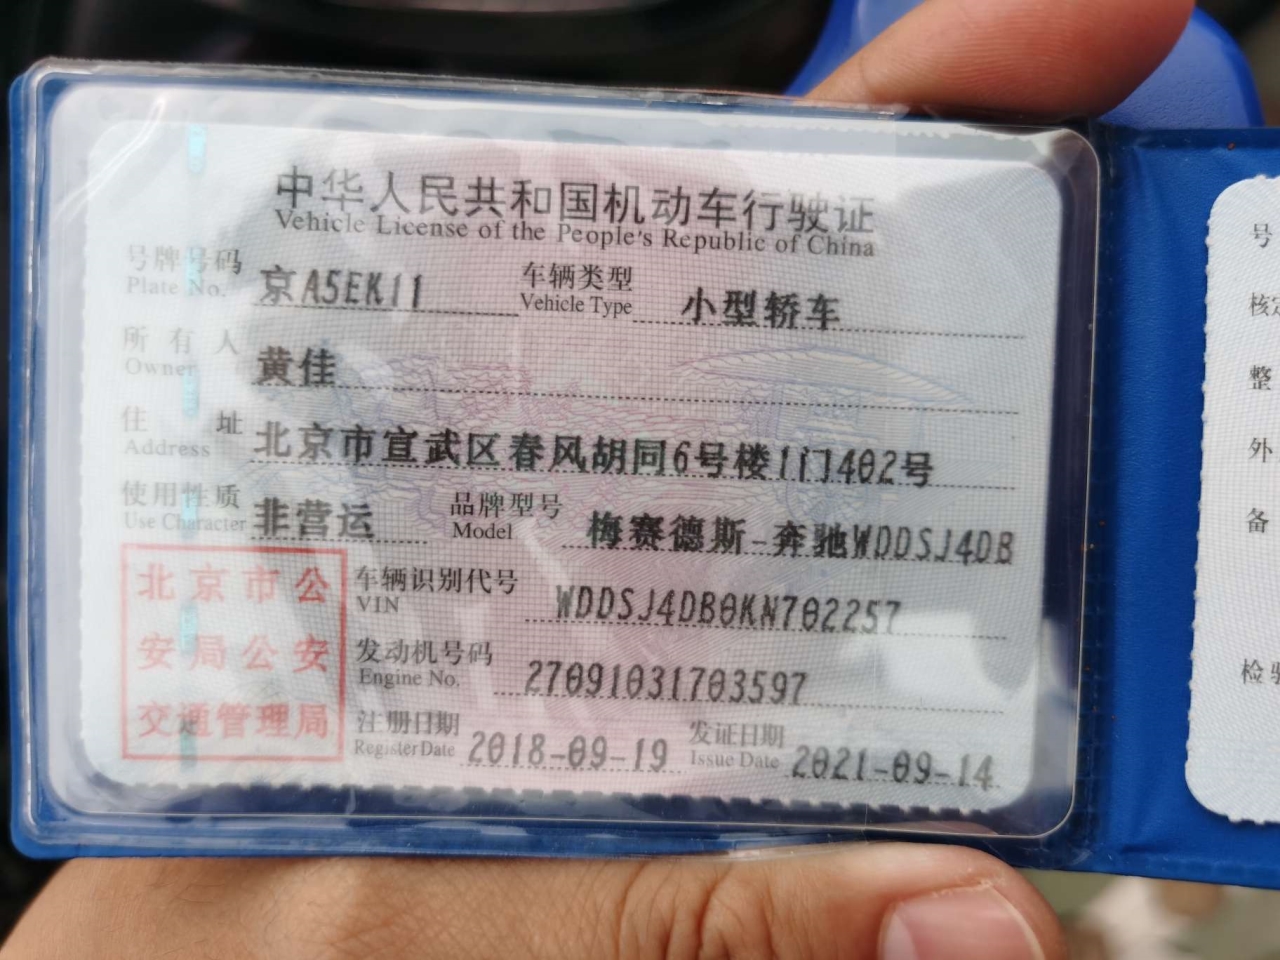 中华人民共和国机动车行驶证
Vehicle License of the People's Republic of China
号牌号码 京A5EK11 车辆类型 小型轿车
Plate No. Vehicle Type
所有人 黄佳
Owner
住址 北京市宣武区春风胡同6号楼1门402号
Address
使用性质 非营运 品牌型号 梅赛德斯-奔驰WDDSJ4DB
Use Character Model
北京市公
安局公安
交通管理局
车辆识别代号 WDDSJ4DB0KN702257
VIN
发动机号码 27091031703597
Engine No.
注册日期 2018-09-19 发证日期 2021-09-14
Register Date Issue Date
号
核定
整
外
备
检验